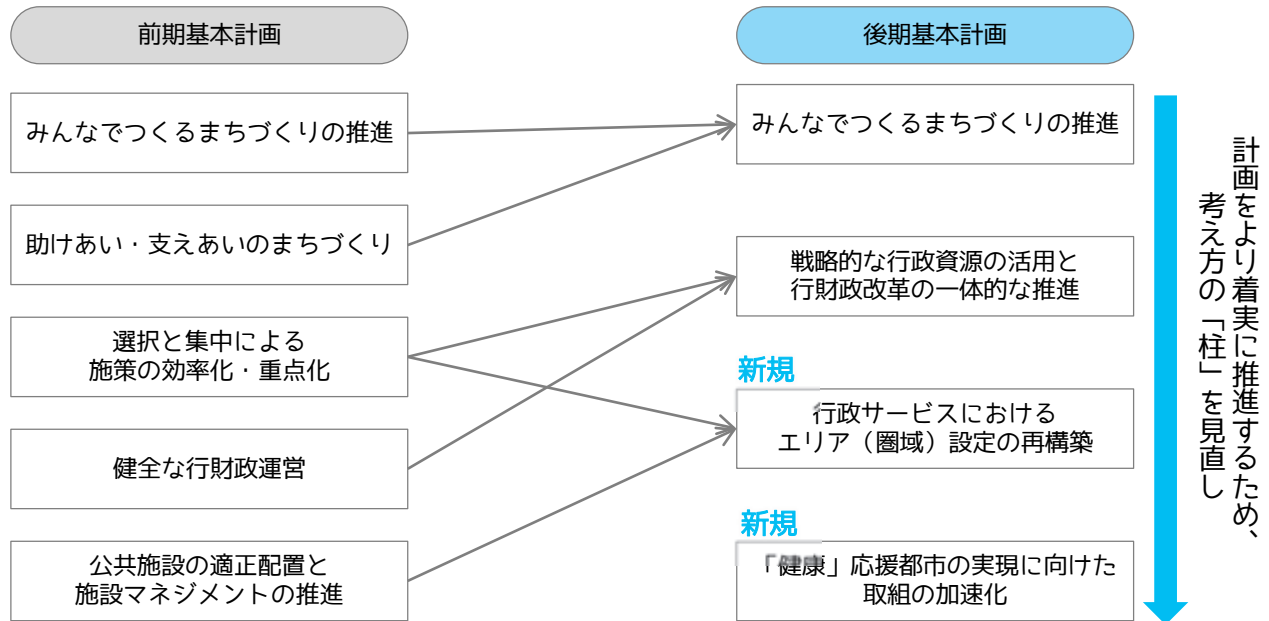 前期基本計画
後期基本計画
みんなでつくるまちづくりの推進
助けあい・支えあいのまちづくり
選択と集中による
施策の効率化・重点化
健全な行財政運営
公共施設の適正配置と
施設マネジメントの推進
みんなでつくるまちづくりの推進
戦略的な行政資源の活用と
行財政改革の一体的な推進
新規
行政サービスにおける
エリア（圏域）設定の再構築
新規
「健康」応援都市の実現に向けた
取組の加速化
計画をより着実に推進するため、
考え方の「柱」を見直し